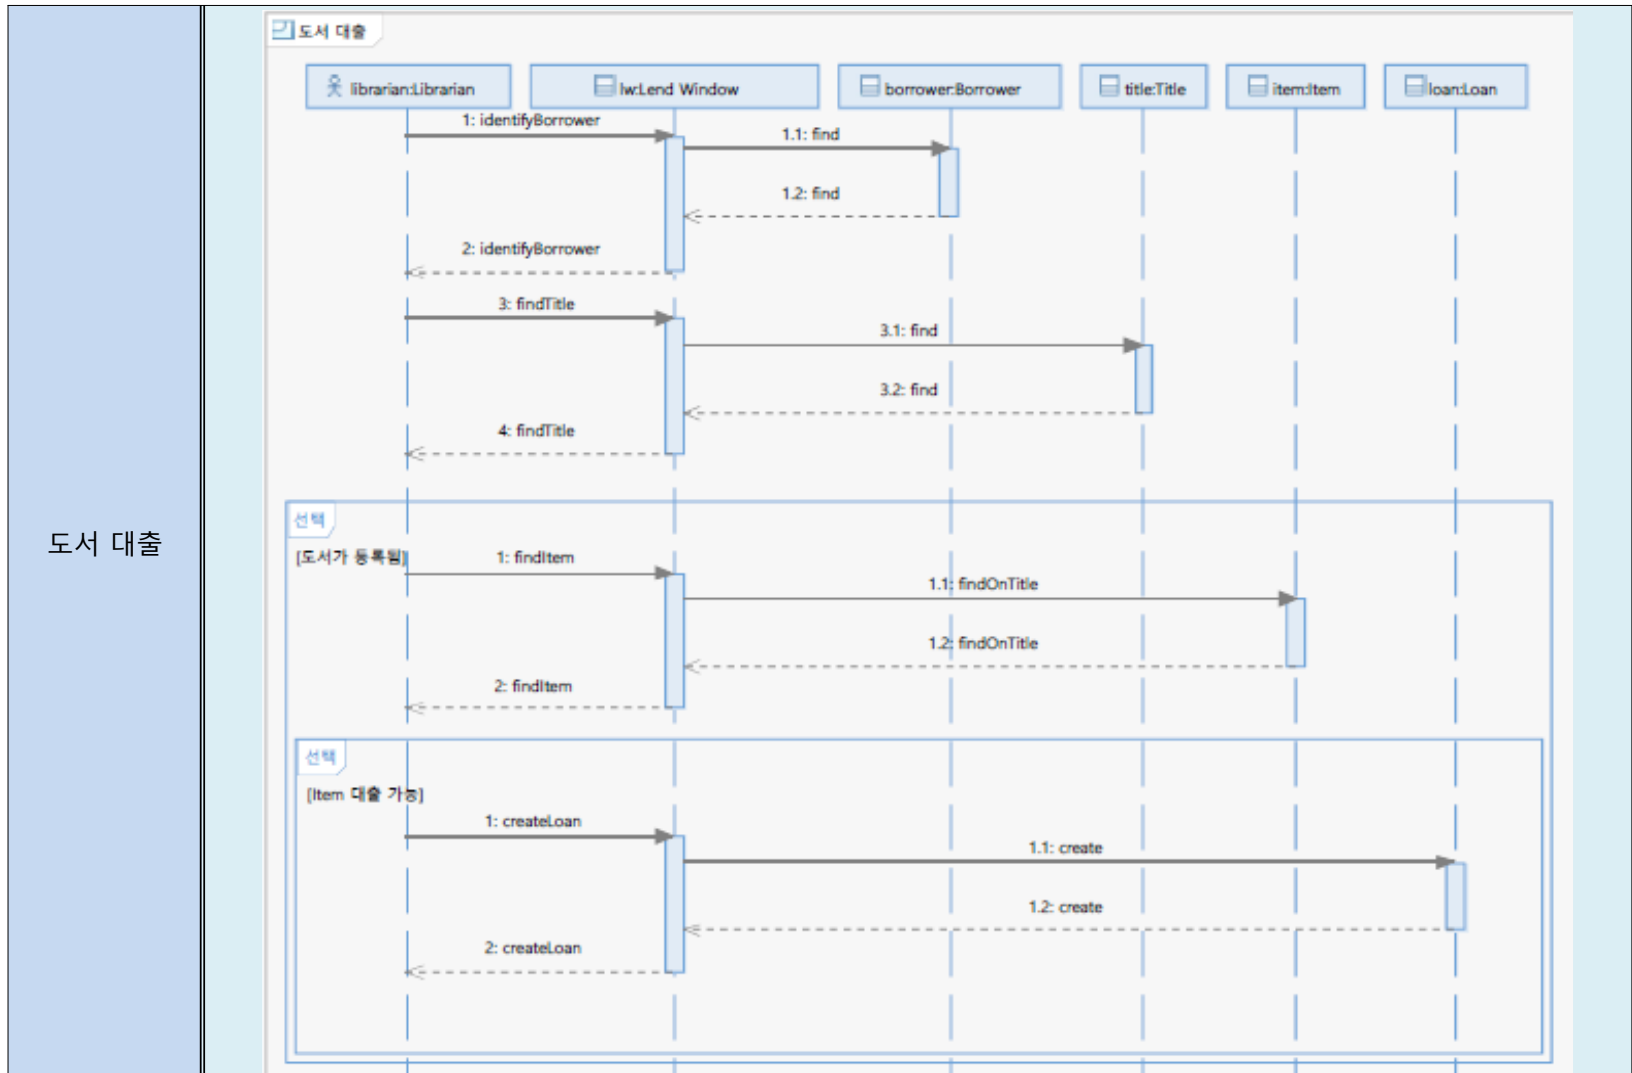 도서 대출
도서 대출
librarian:Librarian
lw:Lend Window
borrower:Borrower
title:Title
item:Item
loan:Loan
1: identifyBorrower
1.1: find
1.2: find
2: identifyBorrower
3: findTitle
3.1: find
3.2: find
4: findTitle
선택
[도서가 등록됨]
1: findItem
1.1: findOnTitle
1.2: findOnTitle
2: findItem
선택
[Item 대출 가능]
1: createLoan
1.1: create
1.2: create
2: createLoan